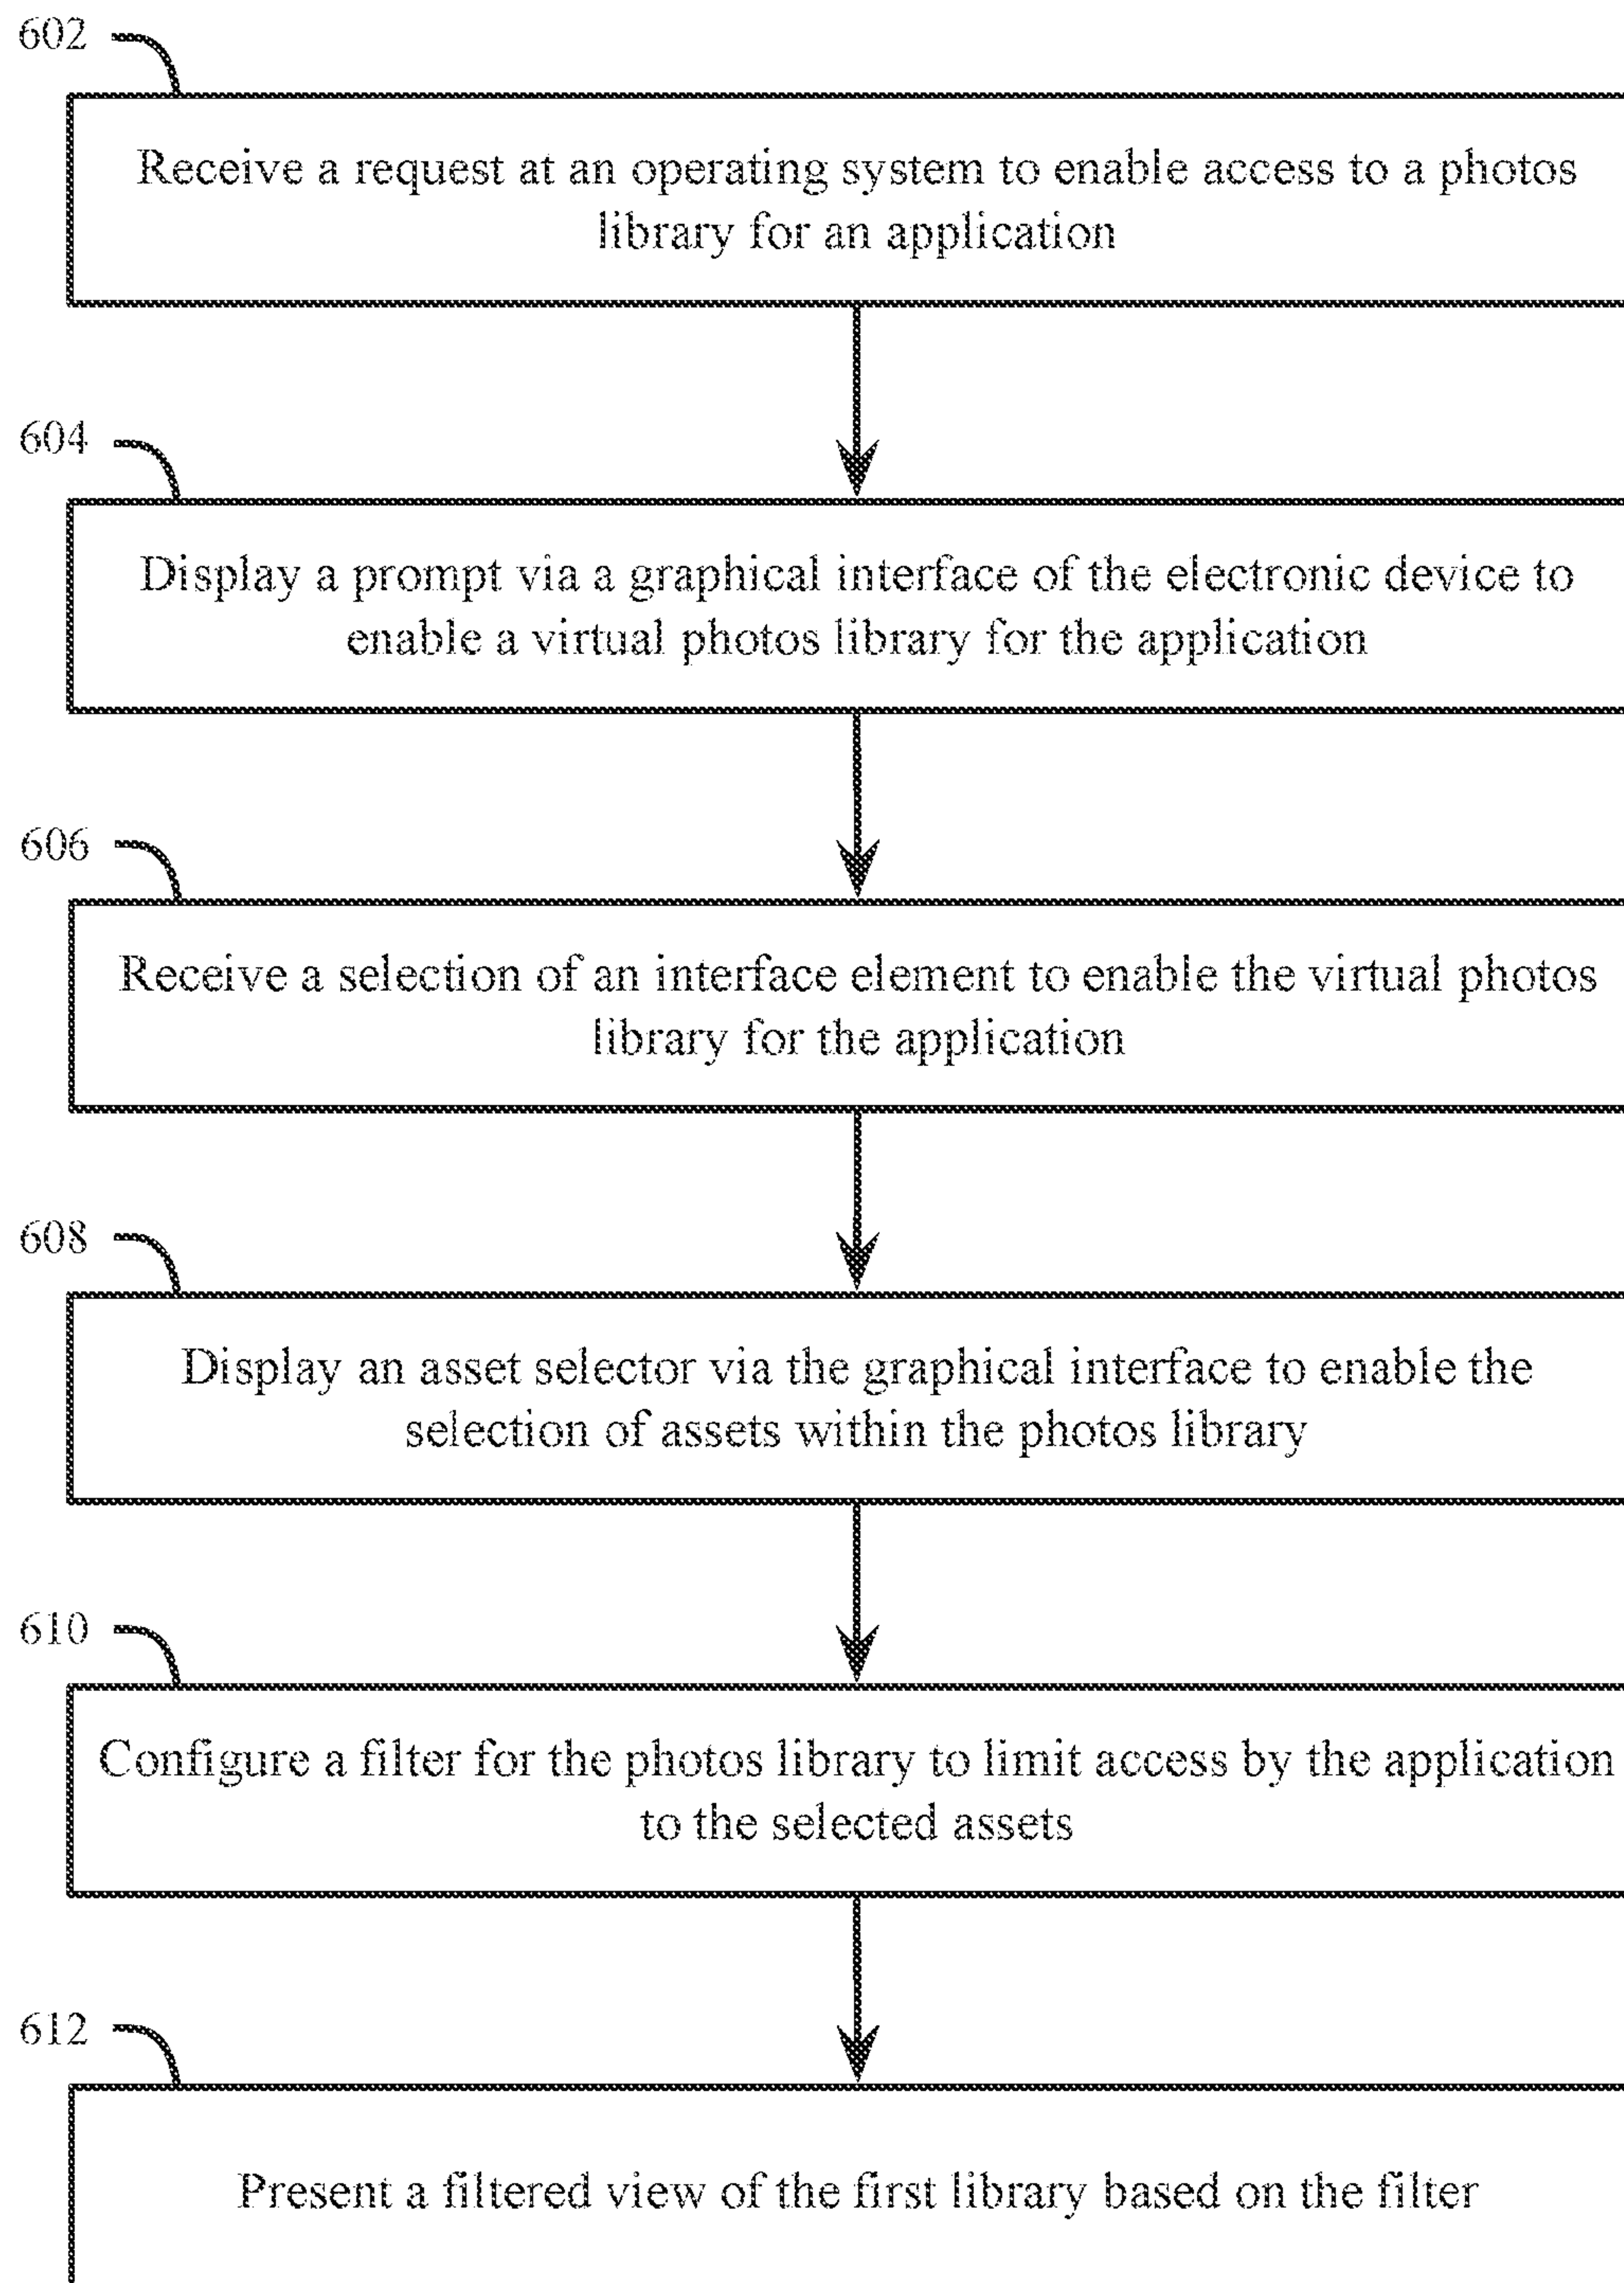 602
Receive a request at an operating system to enable access to a photos
library for an application
604
Display a prompt via a graphical interface of the electronic device to
enable a virtual photos library for the application
606
Receive a selection of an interface element to enable the virtual photos
library for the application
608
Display an asset selector via the graphical interface to enable the
selection of assets within the photos library
610
Configure a filter for the photos library to limit access by the application
to the selected assets
612
Present a filtered view of the first library based on the filter